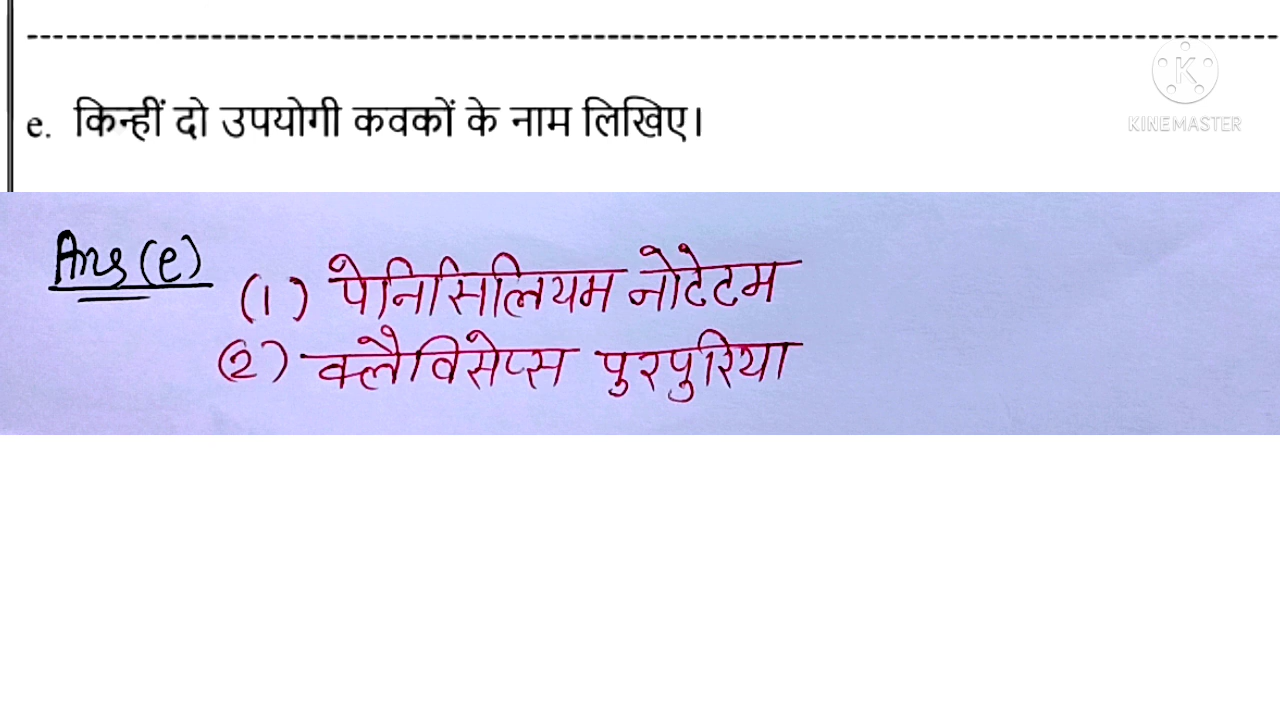 e. किन्हीं दो उपयोगी कवकों के नाम लिखिए।
KINEMASTER
Ans (e)
(1) पेनिसिलियम नोटेटम
(2) क्लैविसेप्स पुरपुरिया